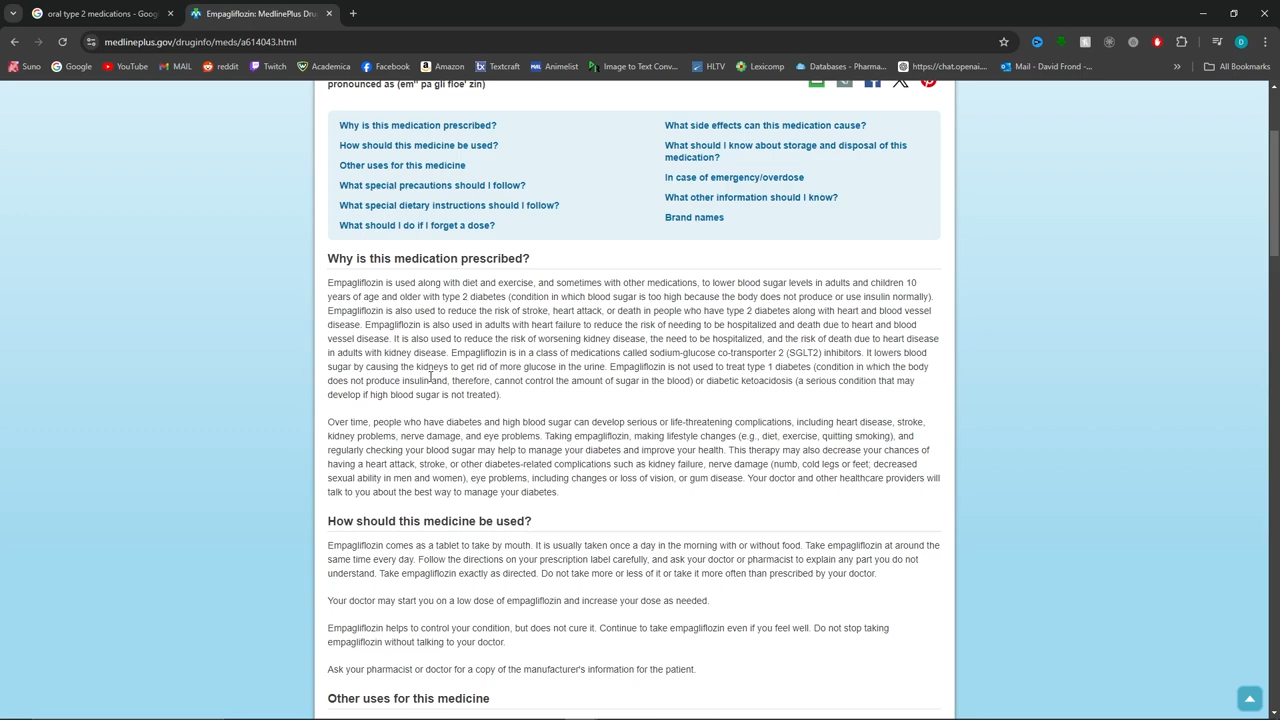 oral type 2 medications - Goog
Empagliflozin: MedlinePlus Dru
medlineplus.gov/druginfo/meds/a614043.html
Suno Google YouTube MAIL reddit Twitch Academica Facebook Amazon Textcraft Animelist Image to Text Conv... HLTV Lexicomp Databases - Pharma... https://chat.openai.... Mail - David Frond -... » All Bookmarks
pronounced as (em" pa gli floe' zin)
Why is this medication prescribed?
How should this medicine be used?
Other uses for this medicine
What special precautions should I follow?
What special dietary instructions should I follow?
What should I do if I forget a dose?
What side effects can this medication cause?
What should I know about storage and disposal of this
medication?
In case of emergency/overdose
What other information should I know?
Brand names
Why is this medication prescribed?
Empagliflozin is used along with diet and exercise, and sometimes with other medications, to lower blood sugar levels in adults and children 10
years of age and older with type 2 diabetes (condition in which blood sugar is too high because the body does not produce or use insulin normally).
Empagliflozin is also used to reduce the risk of stroke, heart attack, or death in people who have type 2 diabetes along with heart and blood vessel
disease. Empagliflozin is also used in adults with heart failure to reduce the risk of needing to be hospitalized and death due to heart and blood
vessel disease. It is also used to reduce the risk of worsening kidney disease, the need to be hospitalized, and the risk of death due to heart disease
in adults with kidney disease. Empagliflozin is in a class of medications called sodium-glucose co-transporter 2 (SGLT2) inhibitors. It lowers blood
sugar by causing the kidneys to get rid of more glucose in the urine. Empagliflozin is not used to treat type 1 diabetes (condition in which the body
does not produce insulin and, therefore, cannot control the amount of sugar in the blood) or diabetic ketoacidosis (a serious condition that may
develop if high blood sugar is not treated).
Over time, people who have diabetes and high blood sugar can develop serious or life-threatening complications, including heart disease, stroke,
kidney problems, nerve damage, and eye problems. Taking empagliflozin, making lifestyle changes (e.g., diet, exercise, quitting smoking), and
regularly checking your blood sugar may help to manage your diabetes and improve your health. This therapy may also decrease your chances of
having a heart attack, stroke, or other diabetes-related complications such as kidney failure, nerve damage (numb, cold legs or feet; decreased
sexual ability in men and women), eye problems, including changes or loss of vision, or gum disease. Your doctor and other healthcare providers will
talk to you about the best way to manage your diabetes.
How should this medicine be used?
Empagliflozin comes as a tablet to take by mouth. It is usually taken once a day in the morning with or without food. Take empagliflozin at around the
same time every day. Follow the directions on your prescription label carefully, and ask your doctor or pharmacist to explain any part you do not
understand. Take empagliflozin exactly as directed. Do not take more or less of it or take it more often than prescribed by your doctor.
Your doctor may start you on a low dose of empagliflozin and increase your dose as needed.
Empagliflozin helps to control your condition, but does not cure it. Continue to take empagliflozin even if you feel well. Do not stop taking
empagliflozin without talking to your doctor.
Ask your pharmacist or doctor for a copy of the manufacturer's information for the patient.
Other uses for this medicine